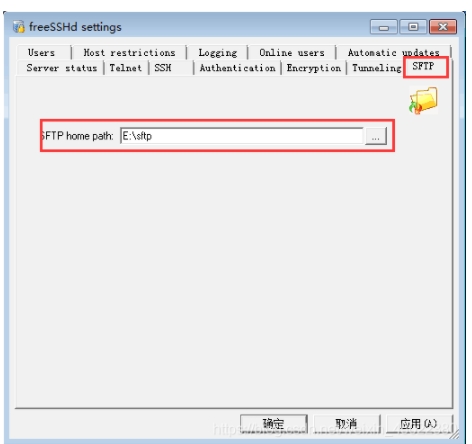 freeSSHd settings
Users Host restrictions Logging Online users Automatic updates
Server status Telnet SSH Authentication Encryption Tunneling SFTP
SFTP home path: E:\sftp ...
确定 取消 应用(A)